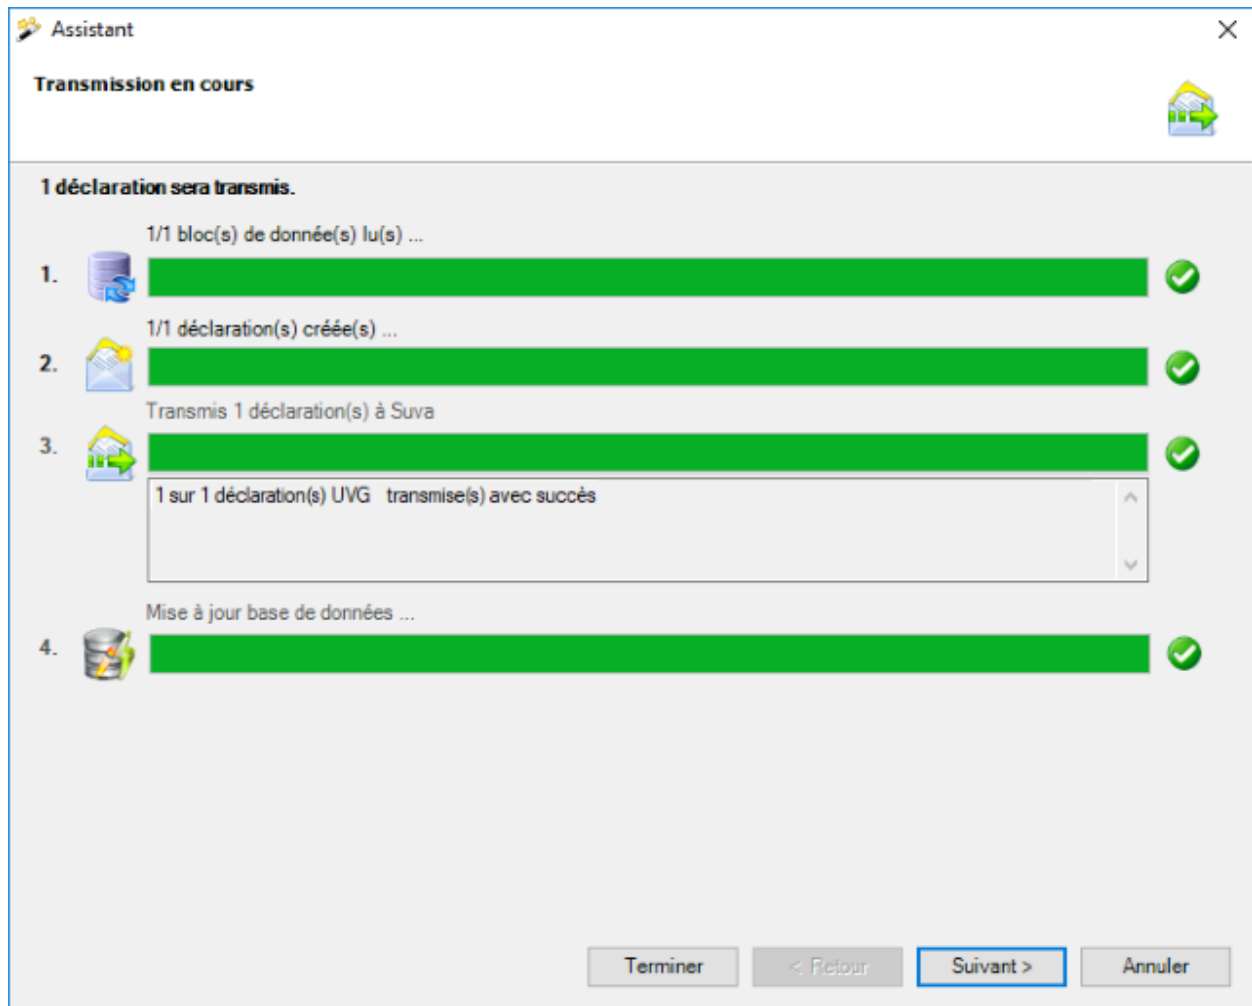 Assistant
Transmission en cours
1 déclaration sera transmis.
1/1 bloc(s) de donnée(s) lu(s) ...
1.
1/1 déclaration(s) créée(s) ...
2.
Transmis 1 déclaration(s) à Suva
3.
1 sur 1 déclaration(s) UVG transmise(s) avec succès
Mise à jour base de données ...
4.
Terminer < Retour Suivant > Annuler